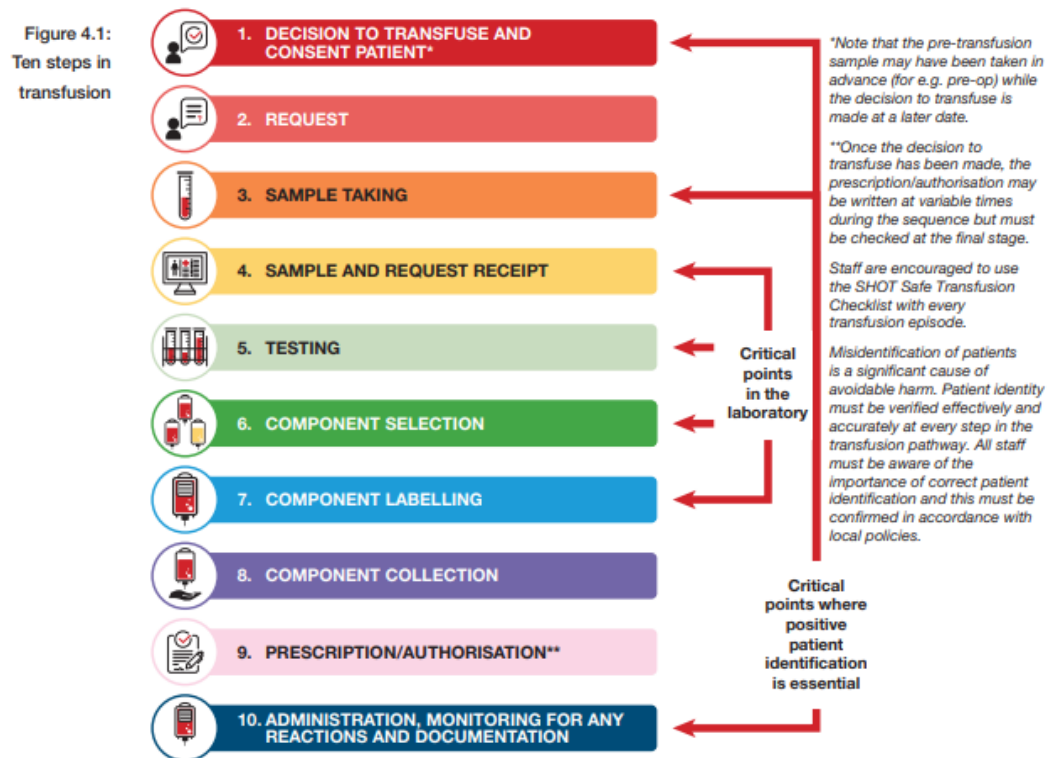 Figure 4.1:
Ten steps in
transfusion
1. DECISION TO TRANSFUSE AND
CONSENT PATIENT*
2. REQUEST
3. SAMPLE TAKING
4. SAMPLE AND REQUEST RECEIPT
5. TESTING
6. COMPONENT SELECTION
7. COMPONENT LABELLING
8. COMPONENT COLLECTION
9. PRESCRIPTION/AUTHORISATION**
10. ADMINISTRATION, MONITORING FOR ANY
REACTIONS AND DOCUMENTATION
Critical
points
in the
laboratory
Critical
points where
positive
patient
identification
is essential
*Note that the pre-transfusion
sample may have been taken in
advance (for e.g. pre-op) while
the decision to transfuse is
made at a later date.
**Once the decision to
transfuse has been made, the
prescription/authorisation may
be written at variable times
during the sequence but must
be checked at the final stage.
Staff are encouraged to use
the SHOT Safe Transfusion
Checklist with every
transfusion episode.
Misidentification of patients
is a significant cause of
avoidable harm. Patient identity
must be verified effectively and
accurately at every step in the
transfusion pathway. All staff
must be aware of the
importance of correct patient
identification and this must be
confirmed in accordance with
local policies.